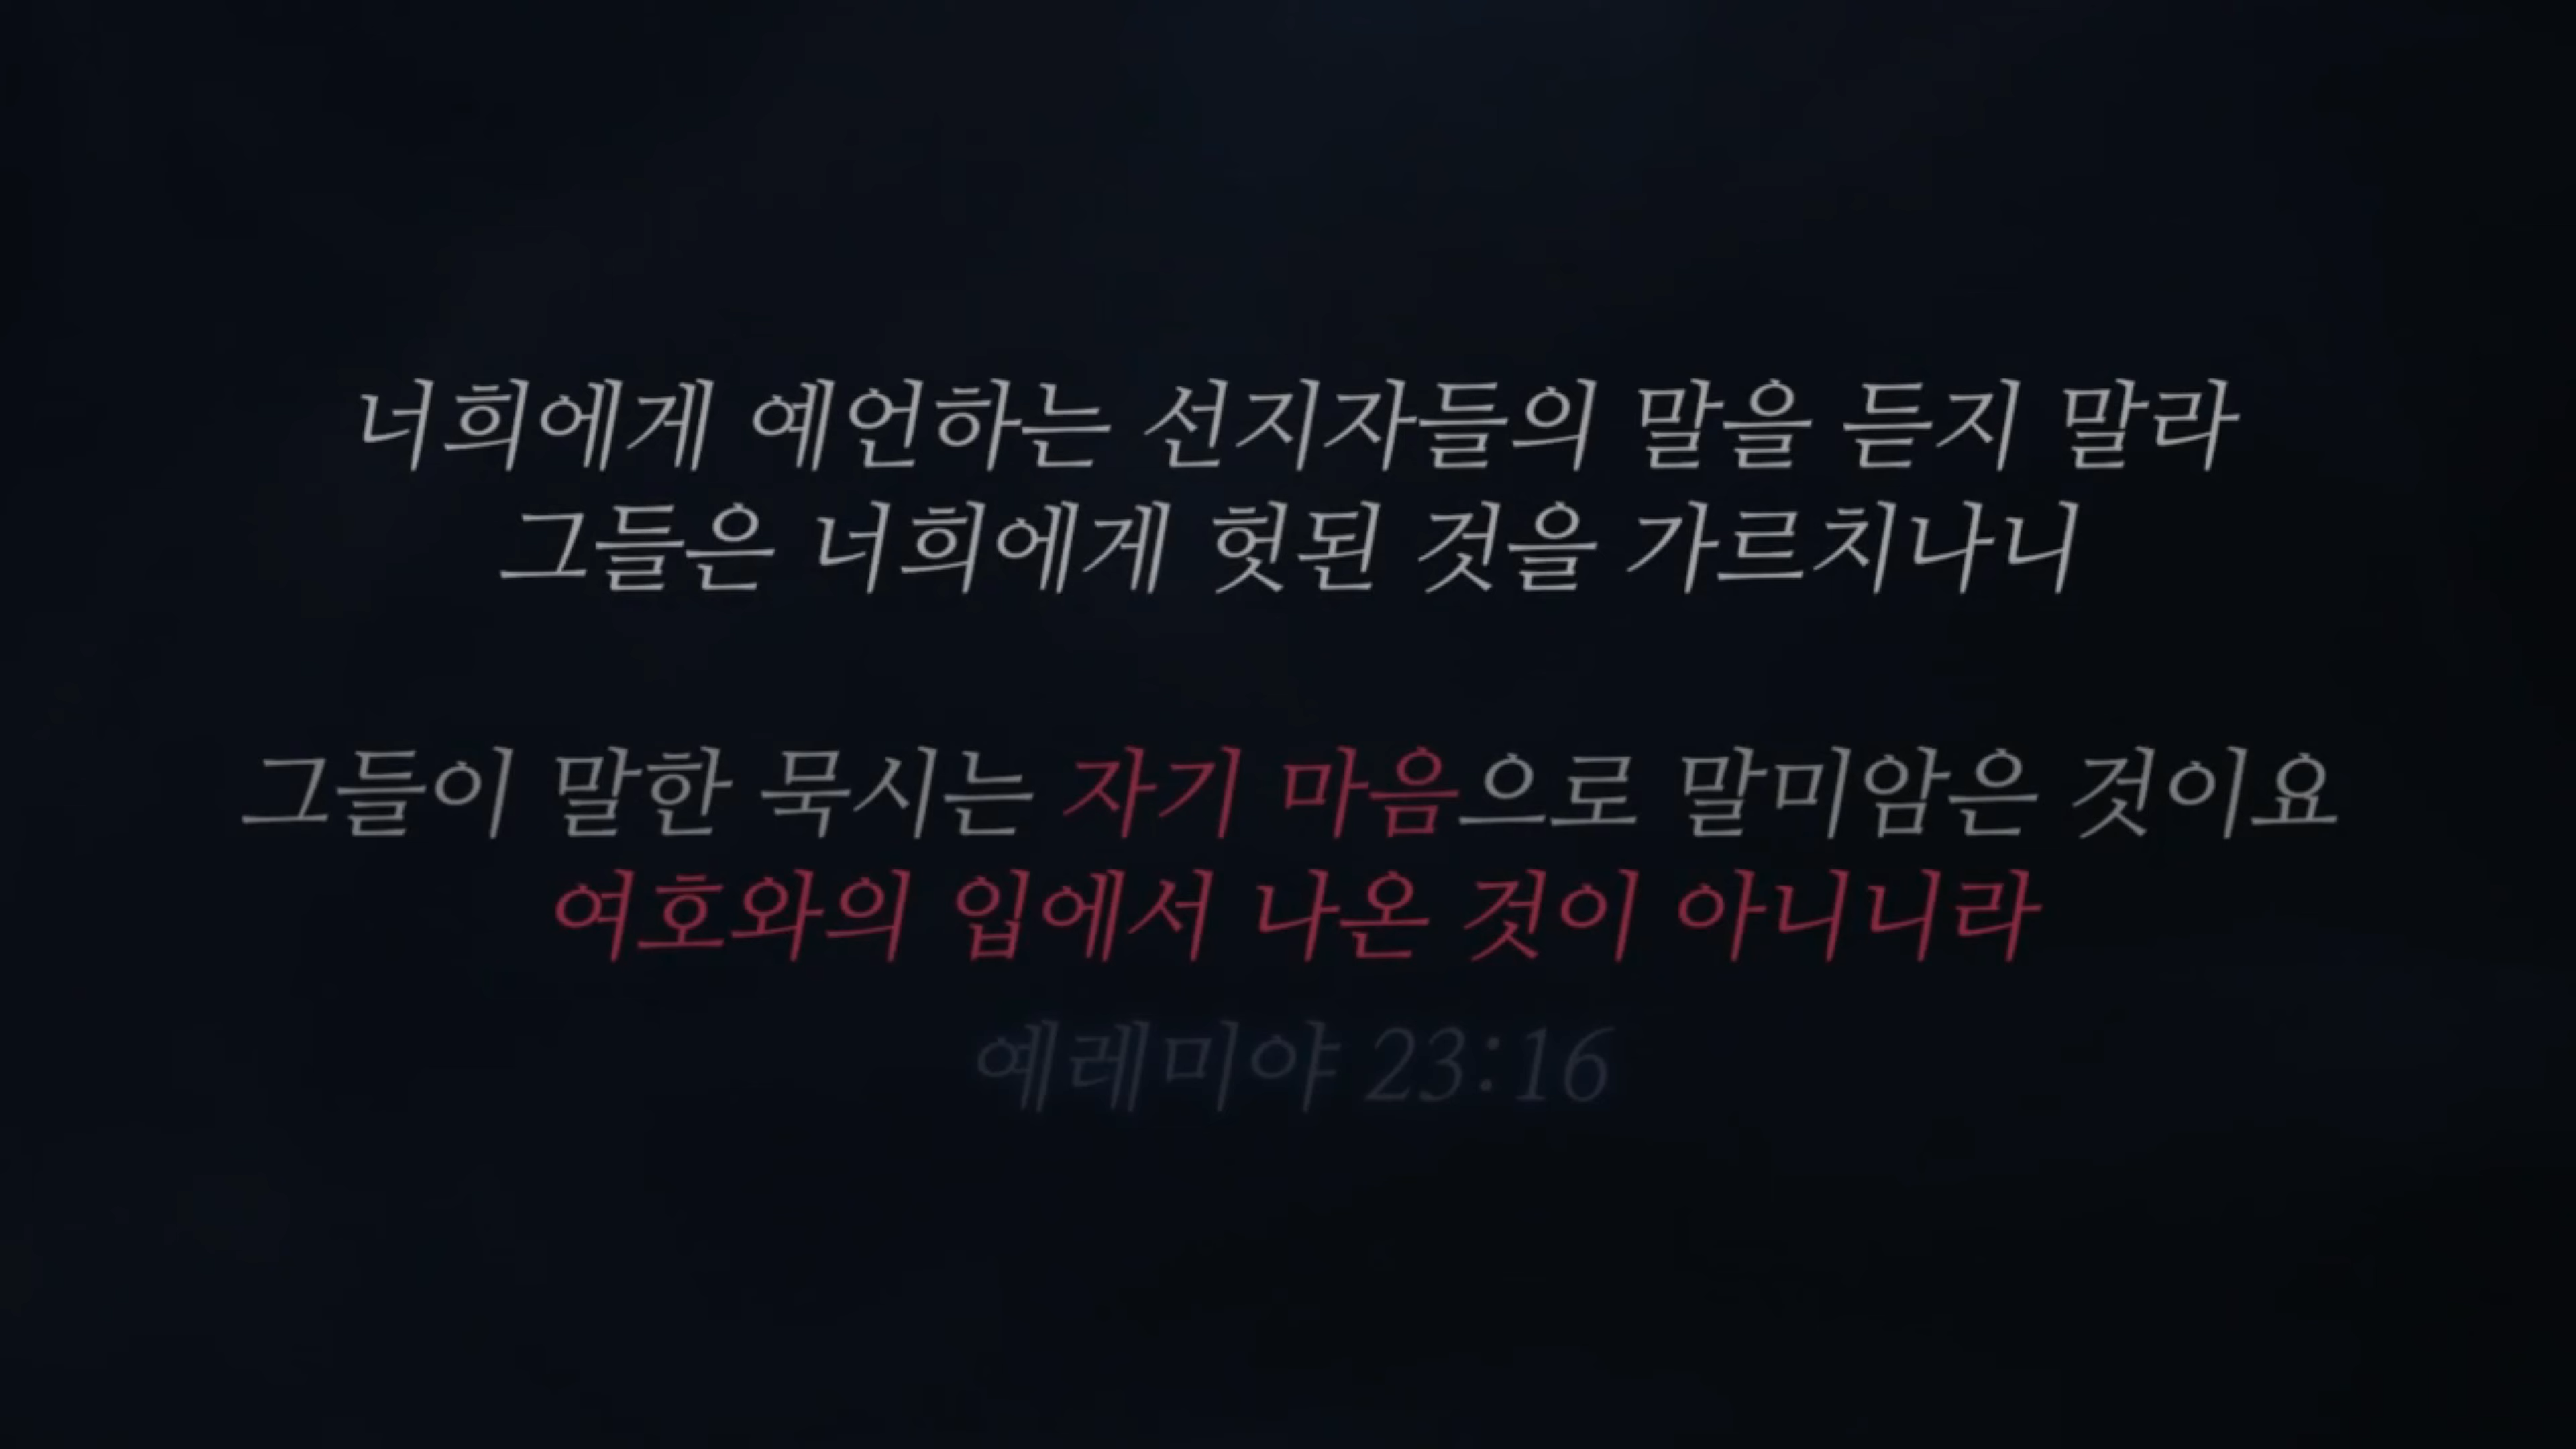 너희에게 예언하는 선지자들의 말을 듣지 말라
그들은 너희에게 헛된 것을 가르치나니
그들이 말한 묵시는 자기 마음으로 말미암은 것이요
여호와의 입에서 나온 것이 아니니라
예레미야 23:16